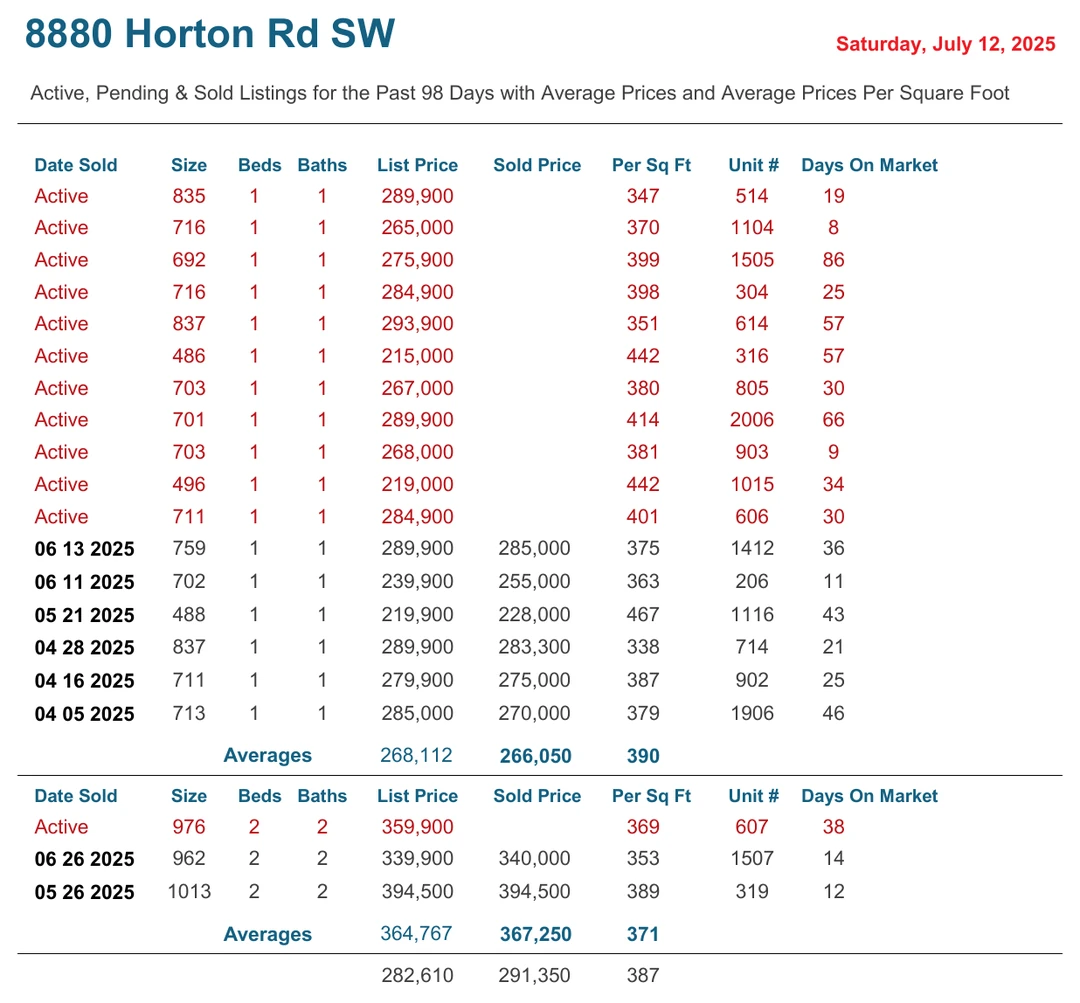 8880 Horton Rd SW
Saturday, July 12, 2025
Active, Pending & Sold Listings for the Past 98 Days with Average Prices and Average Prices Per Square Foot
Date Sold Size Beds Baths List Price Sold Price Per Sq Ft Unit # Days On Market
Active 835 1 1 289,900 347 514 19
Active 716 1 1 265,000 370 1104 8
Active 692 1 1 275,900 399 1505 86
Active 716 1 1 284,900 398 304 25
Active 837 1 1 293,900 351 614 57
Active 486 1 1 215,000 442 316 57
Active 703 1 1 267,000 380 805 30
Active 701 1 1 289,900 414 2006 66
Active 703 1 1 268,000 381 903 9
Active 496 1 1 219,000 442 1015 34
Active 711 1 1 284,900 401 606 30
06 13 2025 759 1 1 289,900 285,000 375 1412 36
06 11 2025 702 1 1 239,900 255,000 363 206 11
05 21 2025 488 1 1 219,900 228,000 467 1116 43
04 28 2025 837 1 1 289,900 283,300 338 714 21
04 16 2025 711 1 1 279,900 275,000 387 902 25
04 05 2025 713 1 1 285,000 270,000 379 1906 46
Averages 268,112 266,050 390
Date Sold Size Beds Baths List Price Sold Price Per Sq Ft Unit # Days On Market
Active 976 2 2 359,900 369 607 38
06 26 2025 962 2 2 339,900 340,000 353 1507 14
05 26 2025 1013 2 2 394,500 394,500 389 319 12
Averages 364,767 367,250 371
282,610 291,350 387